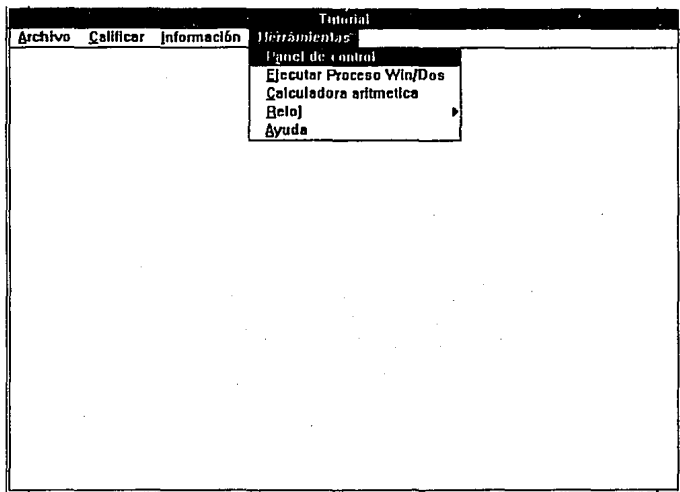 Tutorial
Archivo Calificar Información Herramientas
Panel de control
Ejecutar Proceso Win/Dos
Calculadora aritmetica
Reloj
Ayuda